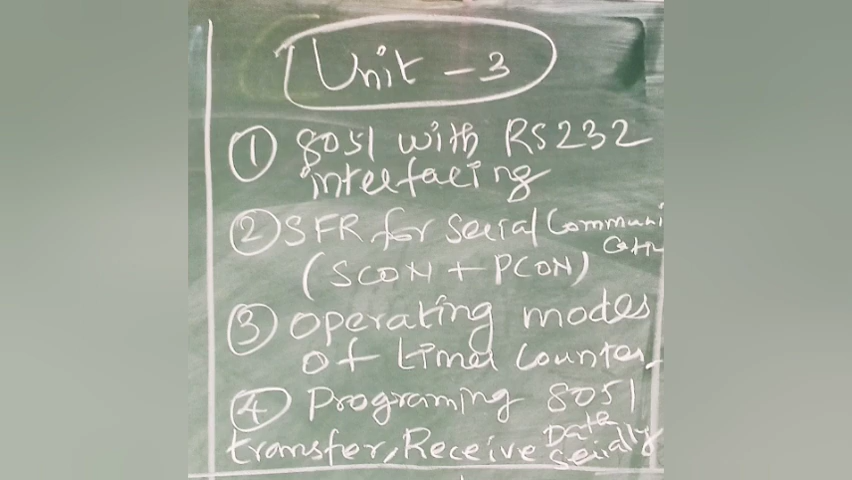 Unit - 3
① 8051 with RS232
interfacing
② SFR for Serial Communi
cation
(SCON + PCON)
③ Operating modes
of timer counter
④ Programing 8051
transfer, Receive Data
serially